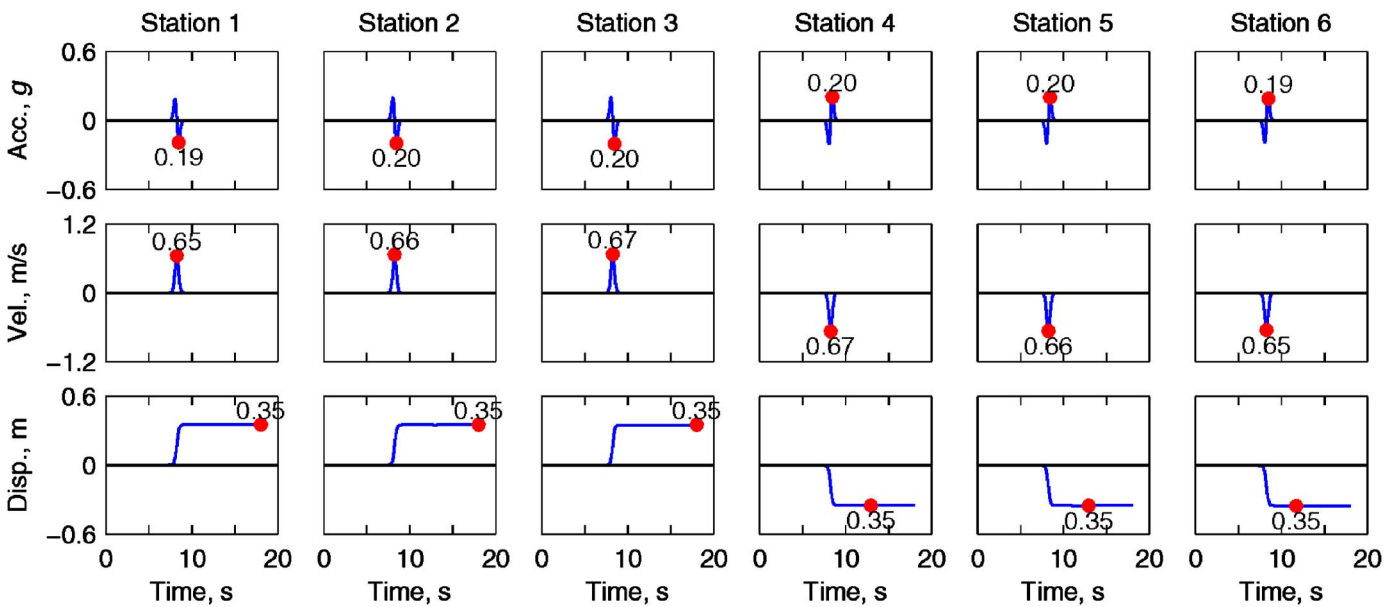 Station 1 Station 2 Station 3 Station 4 Station 5 Station 6
Acc., g
0.6
0
−0.6
0.19 0.20 0.20 0.20 0.20 0.19
Vel., m/s
1.2
0
−1.2
0.65 0.66 0.67 0.67 0.66 0.65
Disp., m
0.6
0
−0.6
0.35 0.35 0.35 0.35 0.35 0.35
0 10 20 0 10 20 0 10 20 0 10 20 0 10 20 0 10 20
Time, s Time, s Time, s Time, s Time, s Time, s